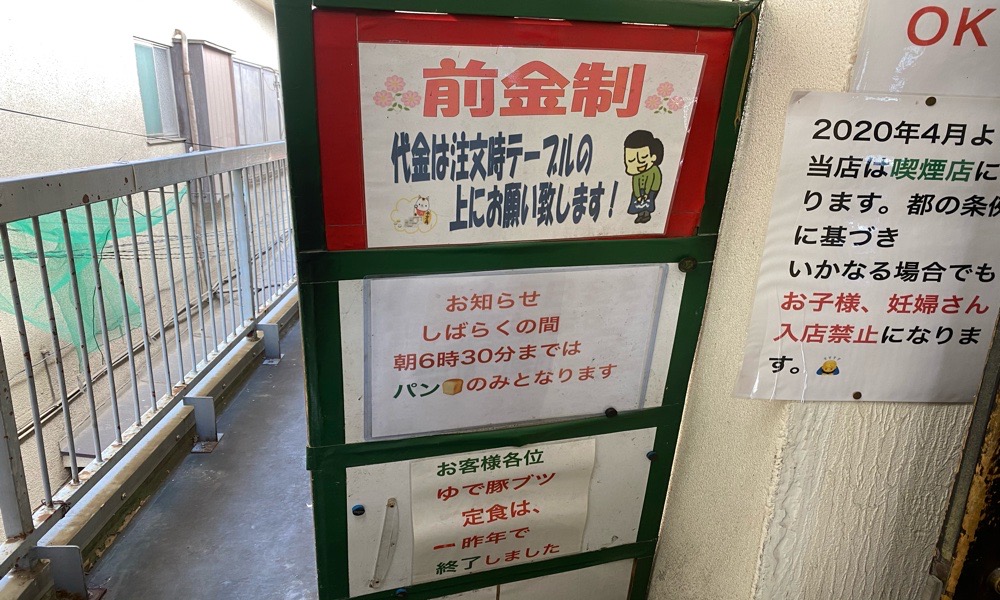 前金制
代金は注文時テーブルの
上にお願い致します！
お知らせ
しばらくの間
朝6時30分までは
パン🍞のみとなります
お客様各位
ゆで豚ブツ
定食は、
一昨年で
終了しました
OK
2020年4月よ
当店は喫煙店に
ります。都の条例
に基づき
いかなる場合でも
お子様、妊婦さん
入店禁止になりま
す。🙇